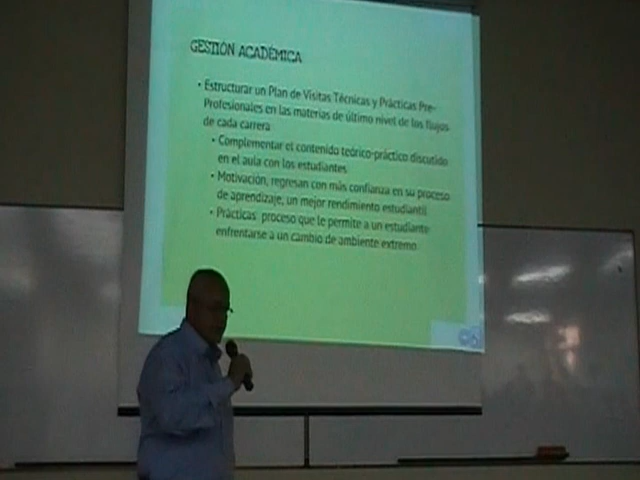 GESTIÓN ACADÉMICA
• Estructurar un Plan de Visitas Técnicas y Prácticas Pre-
Profesionales en las materias de último nivel de los flujos
de cada carrera
• Complementar el contenido teórico-práctico discutido
en el aula con los estudiantes
• Motivación, regresan con más confianza en su proceso
de aprendizaje, un mejor rendimiento estudiantil
• Prácticas proceso que le permite a un estudiante
enfrentarse a un cambio de ambiente extremo